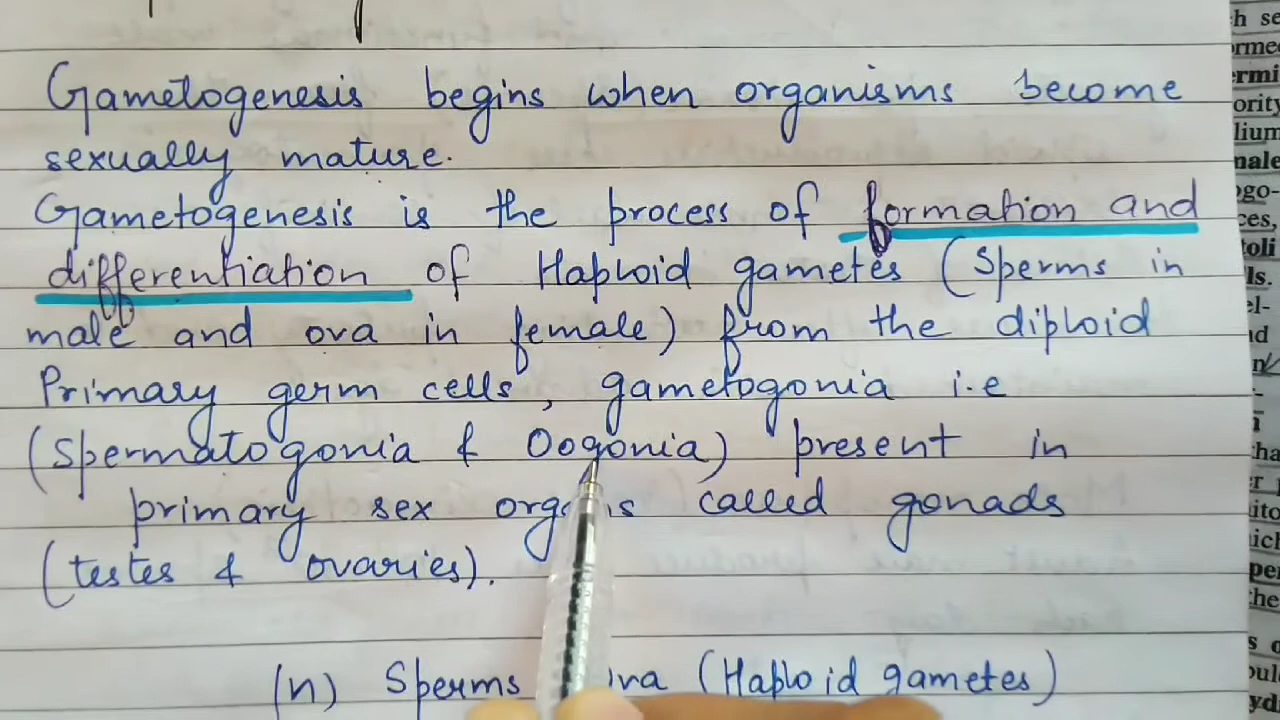 Gametogenesis begins when organisms become
sexually mature.
Gametogenesis is the process of formation and
differentiation of Haploid gametes (Sperms in
male and ova in female) from the diploid
Primary germ cells, gametogonia i.e
(Spermatogonia & Oogonia) present in
primary sex organs called gonads
(testes & ovaries).
(n) Sperms (Haploid gametes)